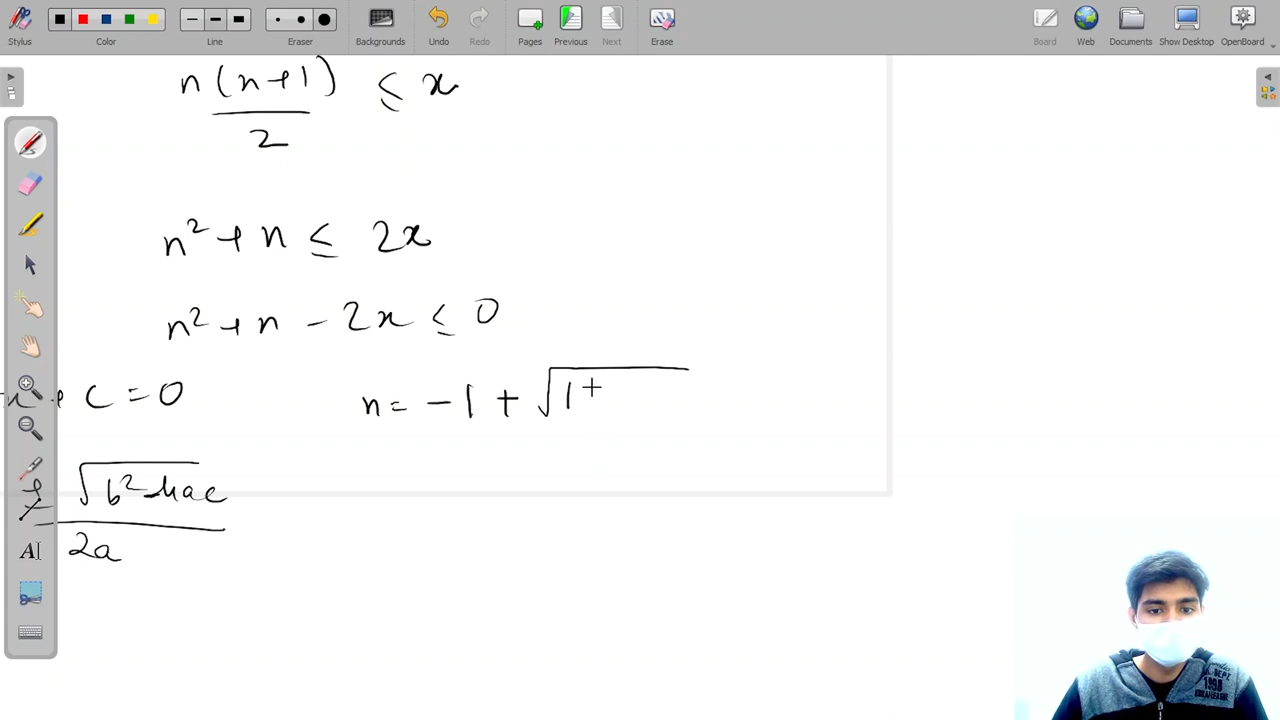 Stylus
Color
Line
Eraser
Backgrounds
Undo
Redo
Pages
Previous
Next
Erase
Board
Web
Documents
Show Desktop
OpenBoard
n(n+1)/2 ≤ x
n² + n ≤ 2x
n² + n - 2x ≤ 0
+ c = 0
n = -1 + √1+
√b²-4ac
2a
1998